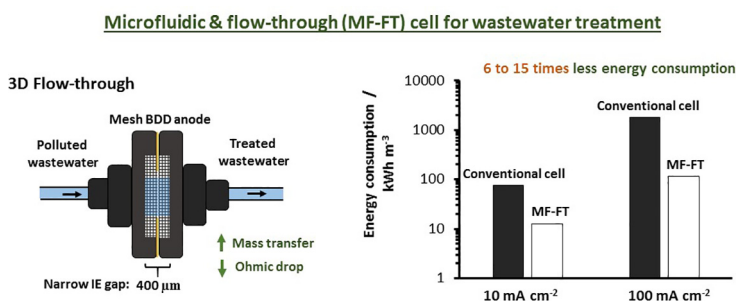 Microfluidic & flow-through (MF-FT) cell for wastewater treatment
3D Flow-through
Mesh BDD anode
Polluted
wastewater
Treated
wastewater
Mass transfer
Ohmic drop
Narrow IE gap: 400 µm
6 to 15 times less energy consumption
Energy consumption /
kWh m⁻³
10000
1000
100
10
1
Conventional cell
MF-FT
Conventional cell
MF-FT
10 mA cm⁻²
100 mA cm⁻²